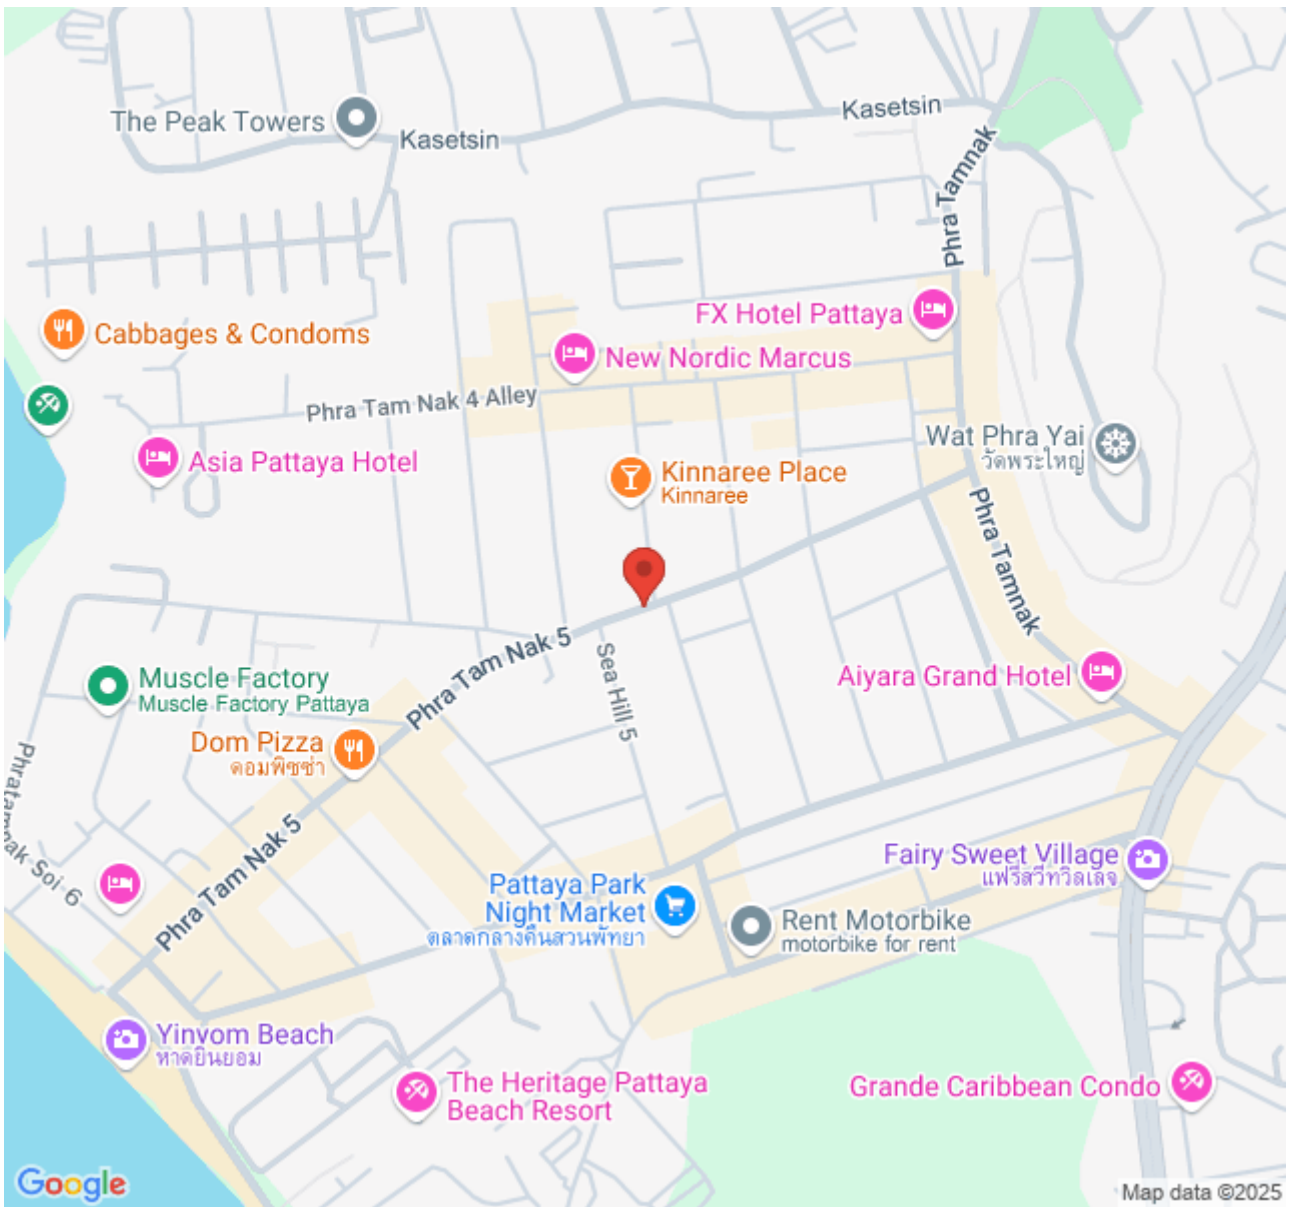 The Peak Towers
Kasetsin
Kasetsin
Phra Tamnak
FX Hotel Pattaya
Cabbages & Condoms
New Nordic Marcus
Phra Tam Nak 4 Alley
Wat Phra Yai
วัดพระใหญ่
Asia Pattaya Hotel
Kinnaree Place
Kinnaree
Phra Tamnak
Phra Tam Nak 5
Sea Hill 5
Muscle Factory
Muscle Factory Pattaya
Aiyara Grand Hotel
Dom Pizza
ดอมพิซซ่า
Phratamnak Soi 6
Phra Tam Nak 5
Fairy Sweet Village
แฟรี่สวีทวิลเลจ
Pattaya Park
Night Market
ตลาดกลางคืนสวนพัทยา
Rent Motorbike
motorbike for rent
Yinvom Beach
หาดยินยอม
The Heritage Pattaya
Beach Resort
Grande Caribbean Condo
Google
Map data ©2025